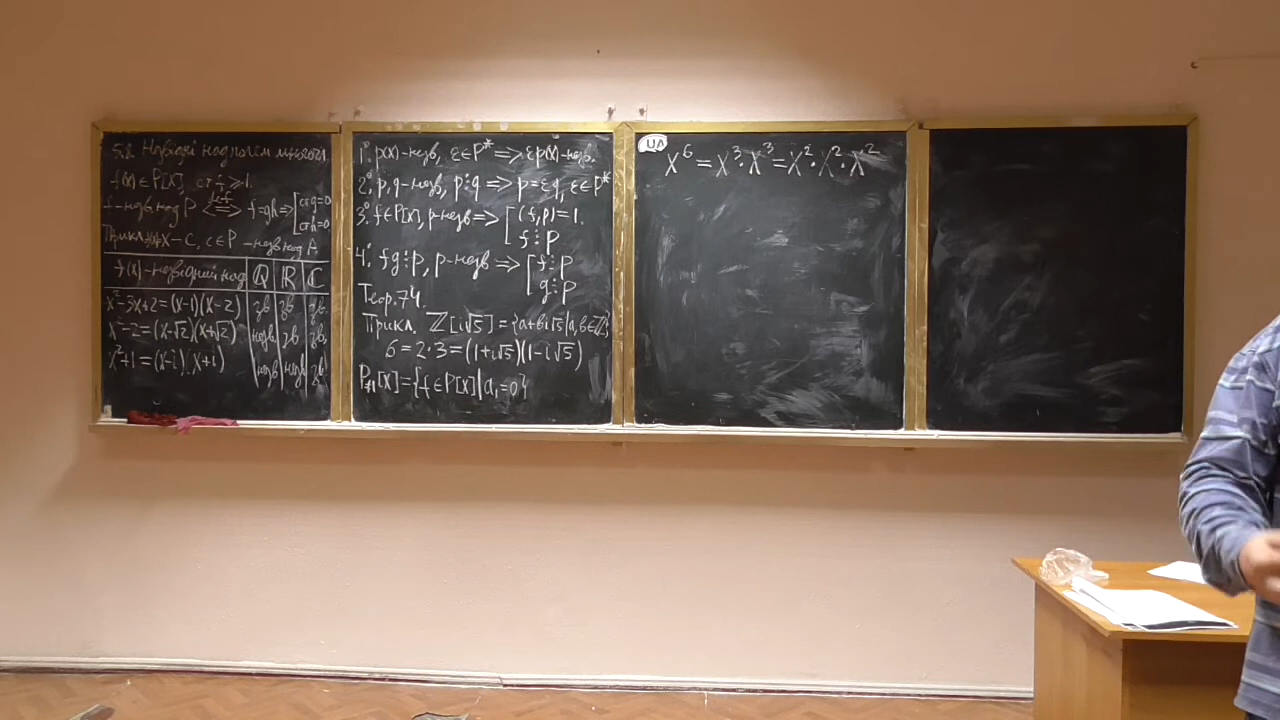 5.2 Незвідні над полем многочл.
f(x)∈P[x], ст f ⩾ 1.
f - незв. над P ⇔ def f=gh ⇒ [ст g=0
ст h=0
Прикл. x-c, c∈P - незв над
f(x) - незвідний над | Q | R | C
x²-3x+2=(x-1)(x-2) | зв | зв | зв.
x²-2=(x-√2)(x+√2) | незв | зв | зв,
x²+1=(x-i)(x+i) | незв | незв | зв
1°. p(x)-незв, ε∈P* ⇒ εp(x)-незв.
2°. p,q-незв, p⋮q ⇒ p=εq, ε∈P*
3°. f∈P[x], p-незв ⇒ [(f,p)=1.
f⋮p
4°. fg⋮p, p-незв ⇒ [f⋮p
g⋮p
Теор.74.
Прикл. ℤ[i√5]={a+bi√5|a,b∈ℤ}
6=2·3=(1+i√5)(1-i√5)
[x]={f∈P[x]|a₁=0}
UA
x⁶=x³·x³=x²·x²·x²